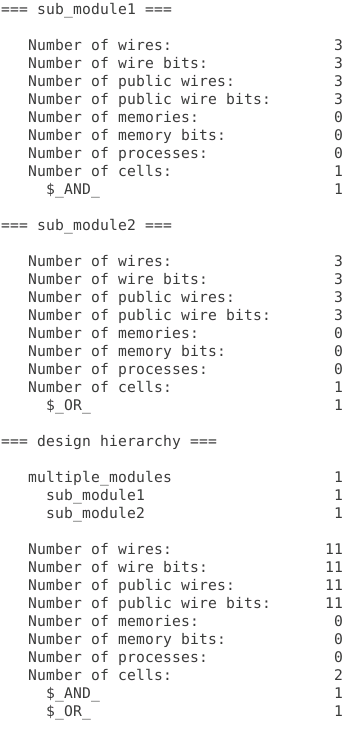 === sub_module1 ===

   Number of wires:                  3
   Number of wire bits:              3
   Number of public wires:           3
   Number of public wire bits:       3
   Number of memories:               0
   Number of memory bits:            0
   Number of processes:              0
   Number of cells:                  1
     $_AND_                          1

=== sub_module2 ===

   Number of wires:                  3
   Number of wire bits:              3
   Number of public wires:           3
   Number of public wire bits:       3
   Number of memories:               0
   Number of memory bits:            0
   Number of processes:              0
   Number of cells:                  1
     $_OR_                           1

=== design hierarchy ===

   multiple_modules                  1
     sub_module1                     1
     sub_module2                     1

   Number of wires:                 11
   Number of wire bits:             11
   Number of public wires:          11
   Number of public wire bits:      11
   Number of memories:               0
   Number of memory bits:            0
   Number of processes:              0
   Number of cells:                  2
     $_AND_                          1
     $_OR_                           1